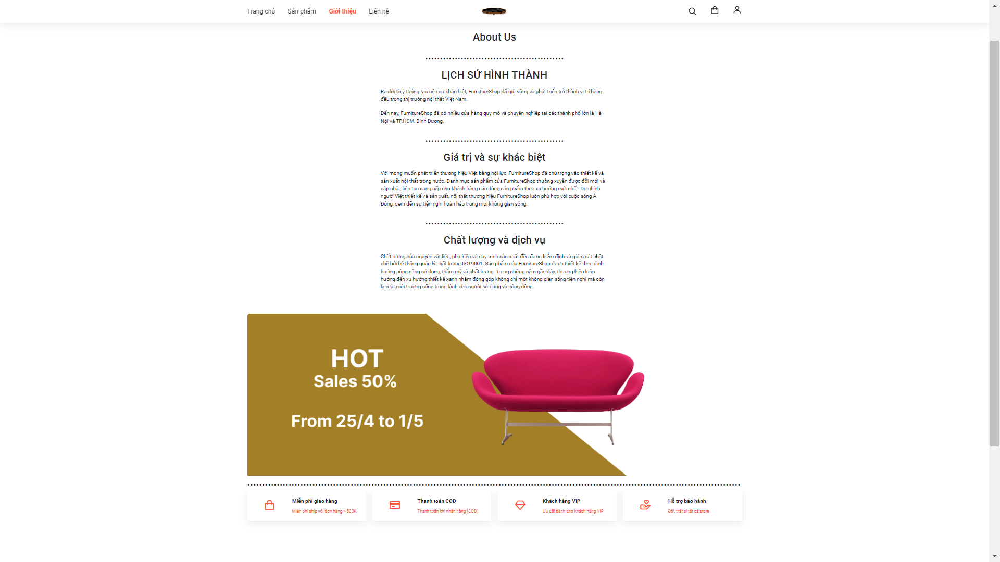 Trang chủ Sản phẩm Giới thiệu Liên hệ
About Us
LỊCH SỬ HÌNH THÀNH
Ra đời từ ý tưởng tạo nên sự khác biệt, FurnitureShop đã giữ vững và phát triển trở thành vị trí hàng
đầu trong thị trường nội thất Việt Nam.
Đến nay, FurnitureShop đã có nhiều cửa hàng quy mô và chuyên nghiệp tại các thành phố lớn là Hà
Nội và TP.HCM, Bình Dương.
Giá trị và sự khác biệt
Với mong muốn phát triển thương hiệu Việt bằng nội lực, FurnitureShop đã chú trọng vào thiết kế và
sản xuất nội thất trong nước. Danh mục sản phẩm của FurnitureShop thường xuyên được đổi mới và
cập nhật, liên tục cung cấp cho khách hàng các dòng sản phẩm theo xu hướng mới nhất. Do chính
người Việt thiết kế và sản xuất, nội thất thương hiệu FurnitureShop luôn phù hợp với cuộc sống Á
Đông, đem đến sự tiện nghi hoàn hảo trong mọi không gian sống.
Chất lượng và dịch vụ
Chất lượng của nguyên vật liệu, phụ kiện và quy trình sản xuất đều được kiểm định và giám sát chặt
chẽ bởi hệ thống quản lý chất lượng ISO 9001. Sản phẩm của FurnitureShop được thiết kế theo định
hướng công năng sử dụng, thẩm mỹ và chất lượng. Trong những năm gần đây, thương hiệu luôn
hướng đến xu hướng thiết kế xanh nhằm đóng góp không chỉ một không gian sống tiện nghi mà còn
là một môi trường sống trong lành cho người sử dụng và cộng đồng.
HOT
Sales 50%
From 25/4 to 1/5
Miễn phí giao hàng
Miễn phí ship với đơn hàng > 500K
Thanh toán COD
Thanh toán khi nhận hàng (COD)
Khách hàng VIP
Ưu đãi dành cho khách hàng VIP
Hỗ trợ bảo hành
Đổi, trả tại tất cả store